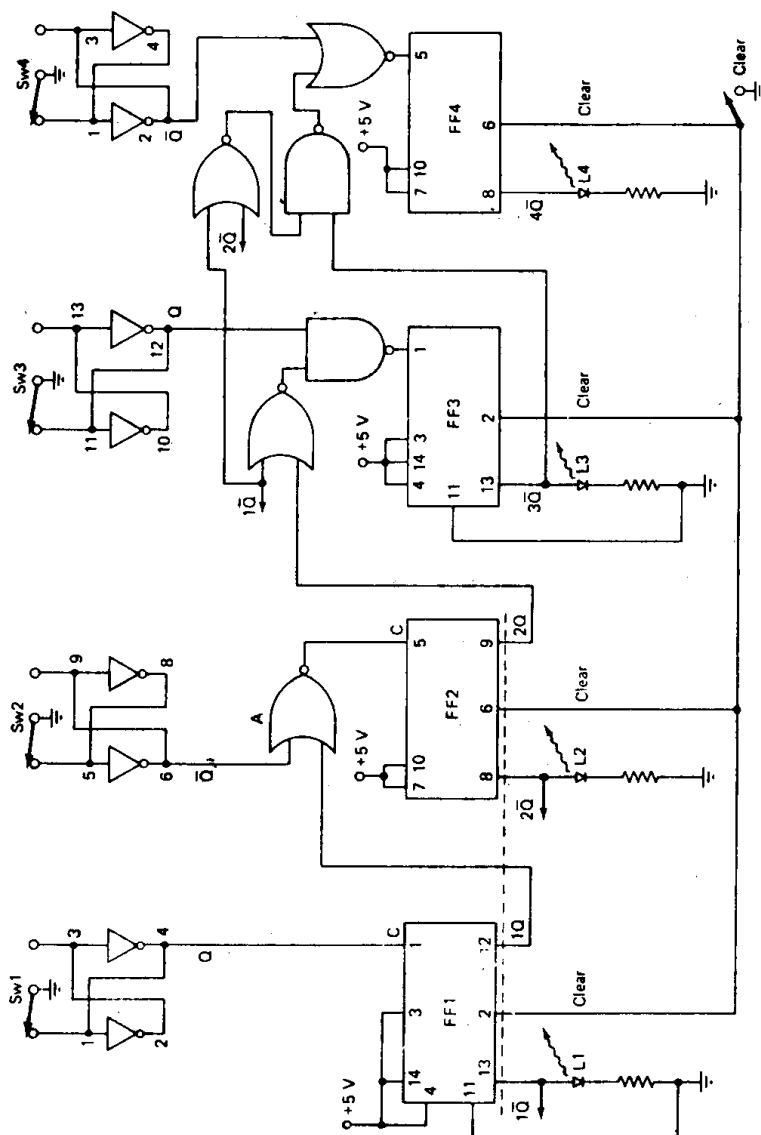 Sw1
3
4
1
2
Q
+5 V
C
1
3
14
4
FF1
11
13
2
12
1Q
1Q̅
L1
Clear
Sw2
9
8
5
6
Q̅
A
+5 V
C
5
7
10
FF2
8
6
9
2Q
2Q̅
L2
Clear
Sw3
13
12
11
10
Q
1Q̅
+5 V
1
3
14
4
FF3
11
13
2
3Q̅
L3
Clear
Sw4
3
4
1
2
Q̅
2Q̅
+5 V
5
10
7
FF4
8
6
4Q̅
L4
Clear
Clear